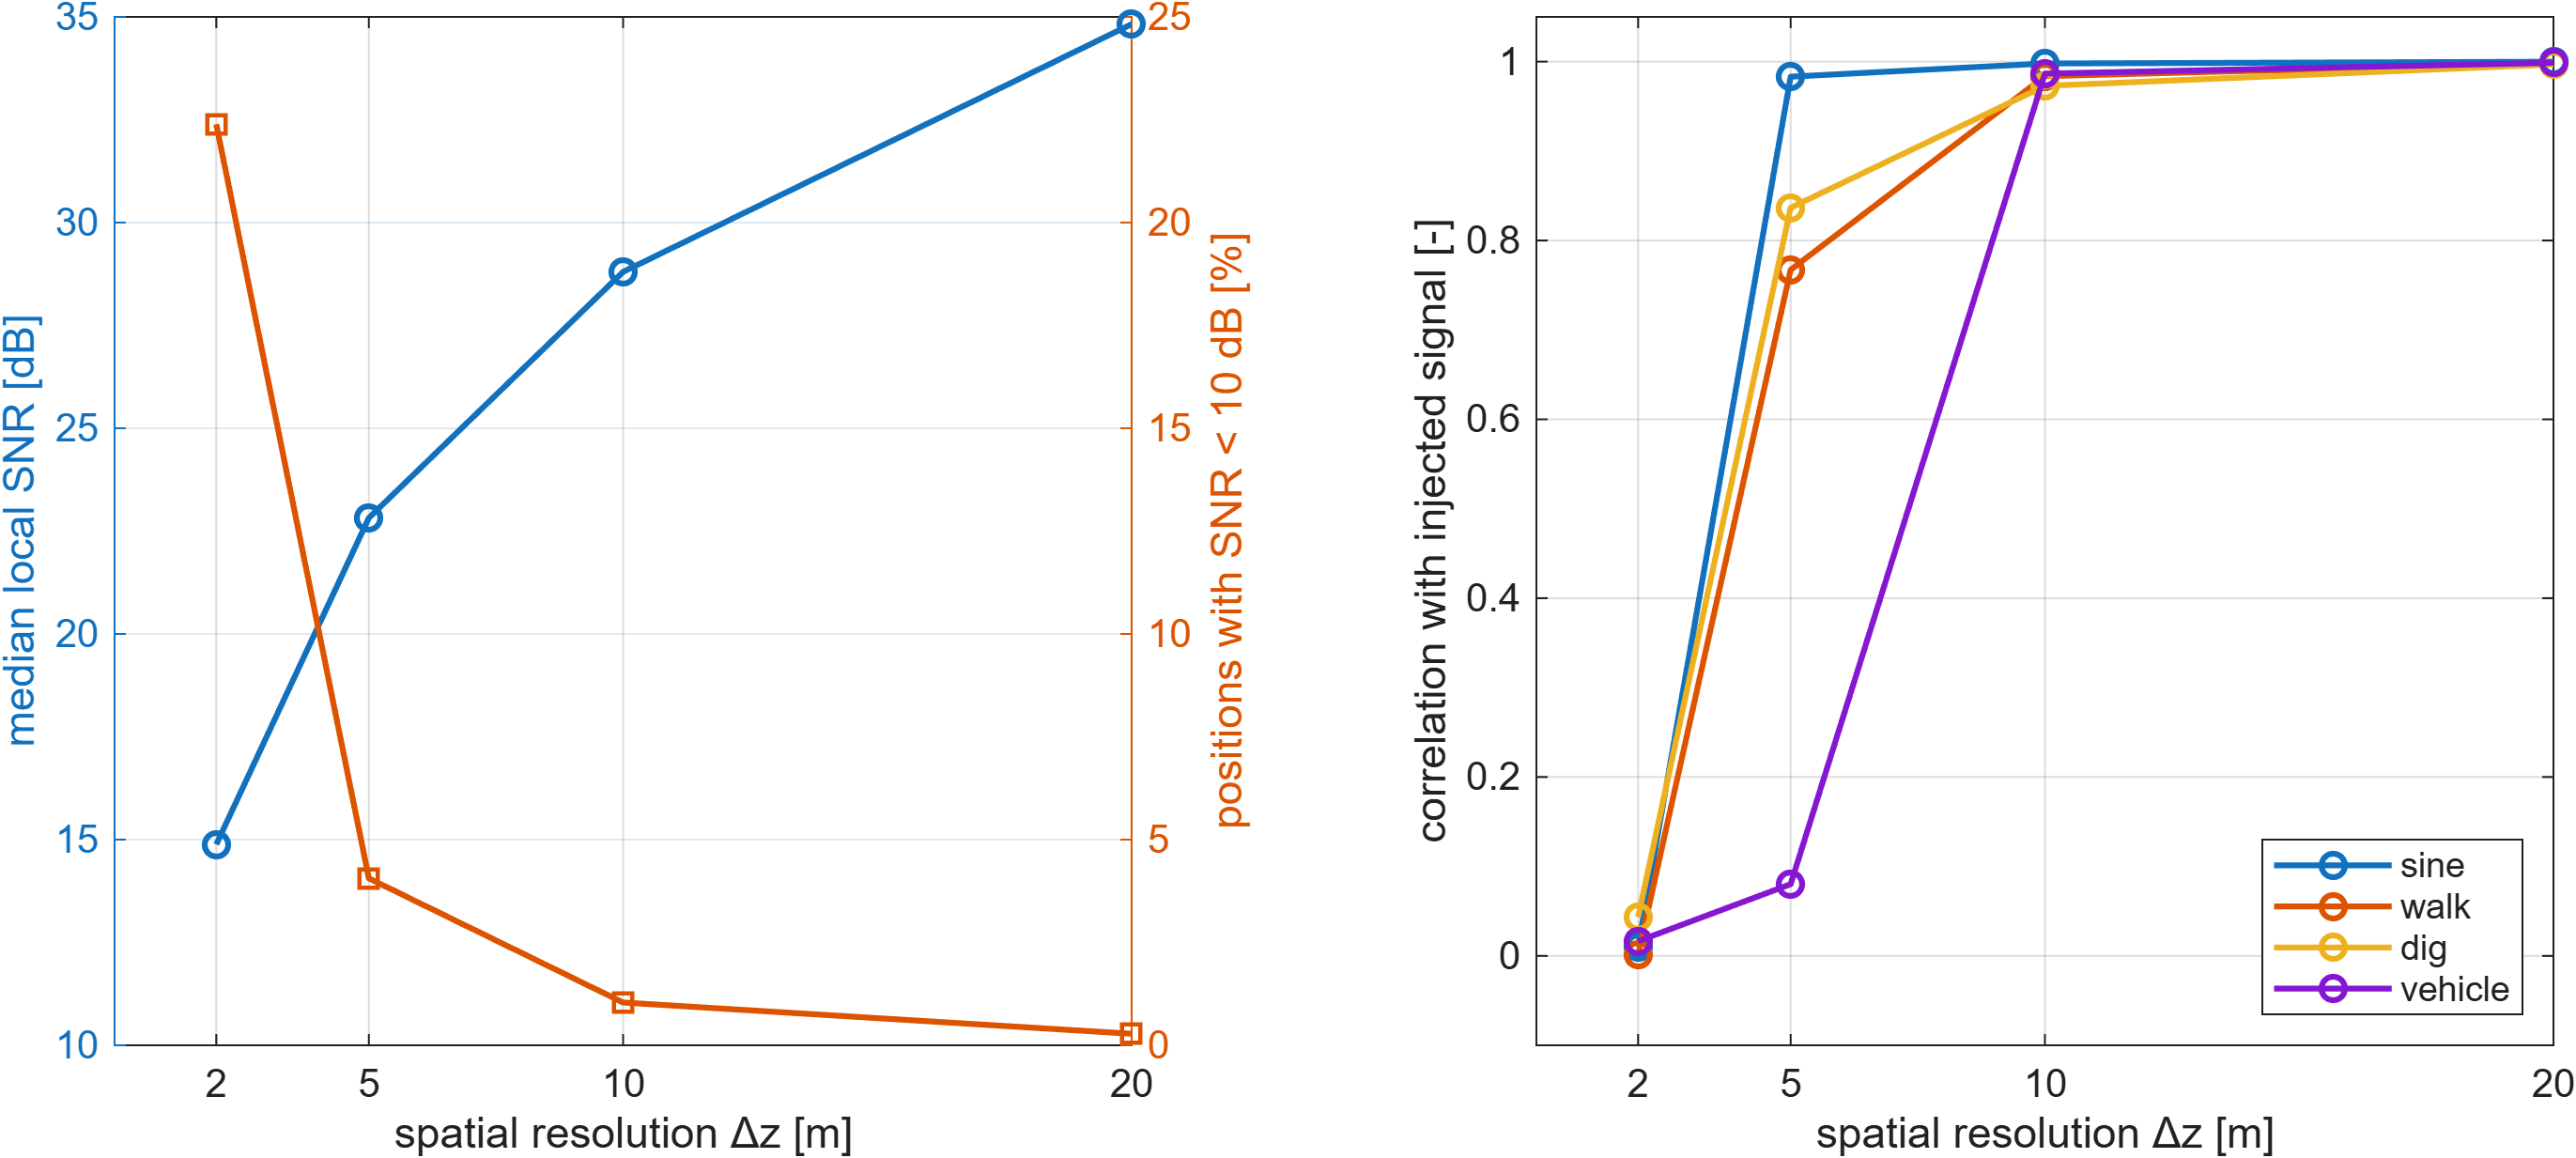 35
30
25
20
15
10
median local SNR [dB]
25
20
15
10
5
0
positions with SNR < 10 dB [%]
2
5
10
20
spatial resolution Δz [m]
1
0.8
0.6
0.4
0.2
0
correlation with injected signal [-]
sine
walk
dig
vehicle
2
5
10
20
spatial resolution Δz [m]